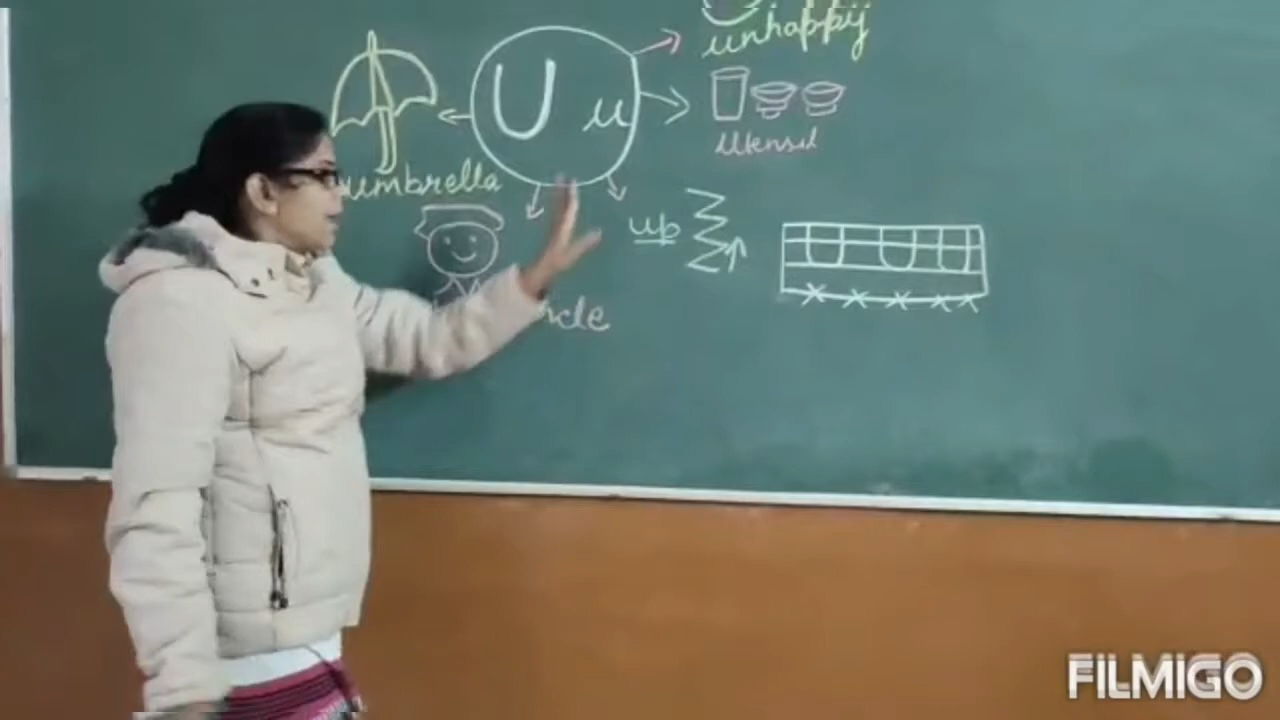 unhappy
U u
Utensil
umbrella
up
U U U
FILMIGO